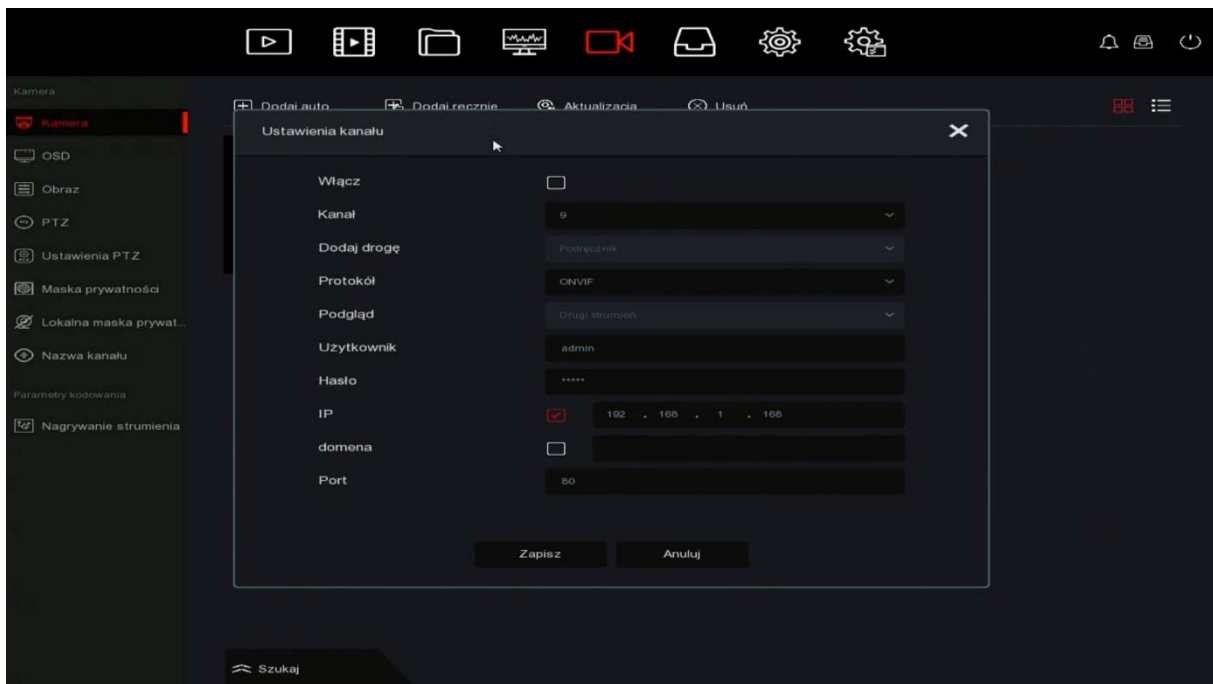 Kamera
Kamera
OSD
Obraz
PTZ
Ustawienia PTZ
Maska prywatności
Lokalna maska prywat...
Nazwa kanału
Parametry kodowania
Nagrywanie strumienia
Dodaj auto
Dodaj ręcznie
Aktualizacja
Usuń
Ustawienia kanału
Włącz
Kanał
9
Dodaj drogę
Podręcznik
Protokół
ONVIF
Podgląd
Drugi strumień
Użytkownik
admin
Hasło
*****
IP
192 . 168 . 1 . 168
domena
Port
80
Zapisz
Anuluj
Szukaj